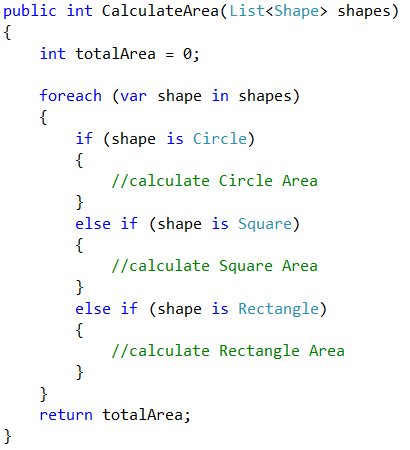 public int CalculateArea(List<Shape> shapes)
{
    int totalArea = 0;

    foreach (var shape in shapes)
    {
        if (shape is Circle)
        {
            //calculate Circle Area
        }
        else if (shape is Square)
        {
            //calculate Square Area
        }
        else if (shape is Rectangle)
        {
            //calculate Rectangle Area
        }
    }
    return totalArea;
}